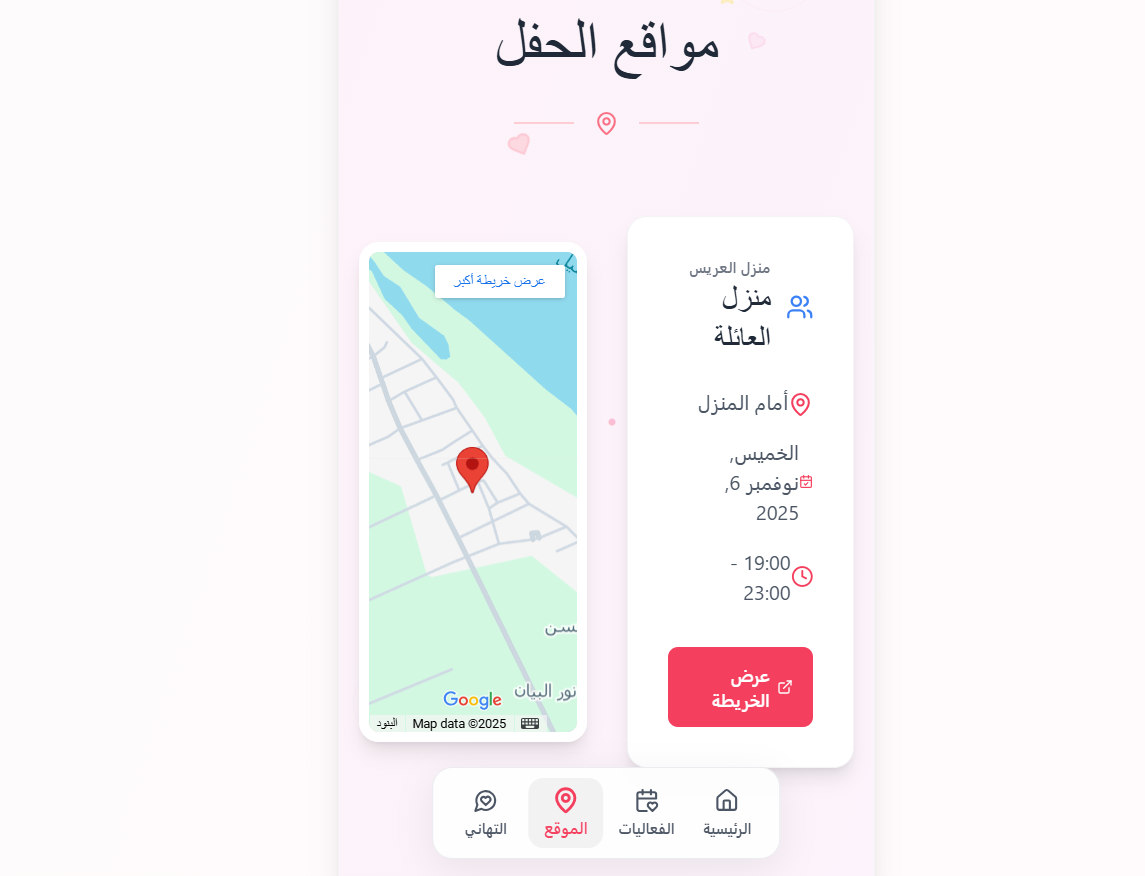 مواقع الحفل
منزل العريس
منزل
العائلة
أمام المنزل
الخميس,
نوفمبر 6,
2025
19:00 -
23:00
عرض
الخريطة
عرض خريطة أكبر
نور البيان
Google
البنود
Map data ©2025
الرئيسية
الفعاليات
الموقع
التهاني